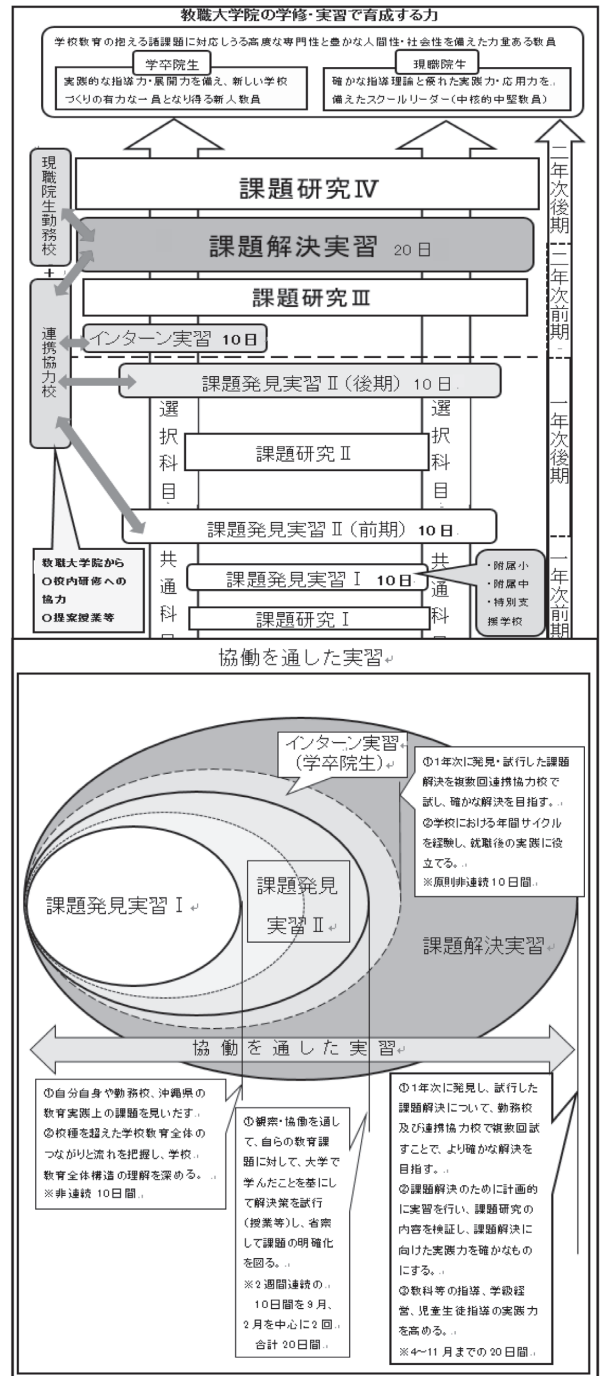 教職大学院の学修・実習で育成する力
学校教育の抱える諸課題に対応しうる高度な専門性と豊かな人間性・社会性を備えた力量ある教員
学卒院生
実践的な指導力・展開力を備え、新しい学校
づくりの有力な一員となり得る新人教員
現職院生
確かな指導理論と優れた実践力・応用力を
備えたスクールリーダー(中核的中堅教員)
現職院生勤務校
+
連携協力校
課題研究Ⅳ
課題解決実習 20日
課題研究Ⅲ
インターン実習 10日
課題発見実習Ⅱ(後期) 10日
選択科目
選択科目
課題研究Ⅱ
課題発見実習Ⅱ(前期) 10日
共通科
共通科
課題発見実習Ⅰ 10日
課題研究Ⅰ
二年次後期
二年次前期
一年次後期
一年次前期
教職大学院から
○校内研修への
協力
○提案授業等
・附属小
・附属中
・特別支
援学校
協働を通した実習
インターン実習
(学卒院生)
①1年次に発見・試行した課題
解決を複数回連携協力校で
試し、確かな解決を目指す。
②学校における年間サイクル
を経験し、就職後の実践に役
立てる。
※原則非連続10日間
課題発見実習Ⅰ
課題発見
実習Ⅱ
課題解決実習
協働を通した実習
①自分自身や勤務校、沖縄県の
教育実践上の課題を見いだす
②校種を超えた学校教育全体の
つながりと流れを把握し、学校
教育全体構造の理解を深める。
※非連続 10日間
①観察・協働を通し
て、自らの教育課
題に対して、大学で
学んだことを基にし
て解決策を試行
(授業等)し、省察
して課題の明確化
を図る。
※2週間連続の
10日間を9月、
2月を中心に2回
合計20日間
①1年次に発見し、試行した
課題解決について、勤務校
及び連携協力校で複数回試
すことで、より確かな解決を
目指す。
②課題解決のために計画的
に実習を行い、課題研究の
内容を検証し、課題解決に
向けた実践力を確かなもの
にする。
③教科等の指導、学級経
営、児童生徒指導の実践力
を高める。
※4~11月までの20日間